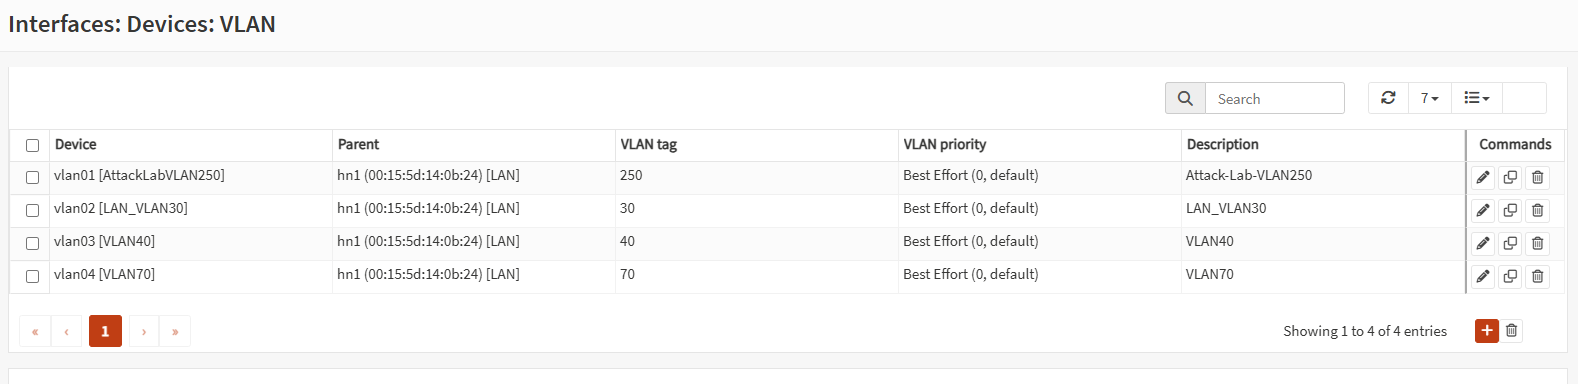 Interfaces: Devices: VLAN
Search
7
Device Parent VLAN tag VLAN priority Description Commands
vlan01 [AttackLabVLAN250] hn1 (00:15:5d:14:0b:24) [LAN] 250 Best Effort (0, default) Attack-Lab-VLAN250
vlan02 [LAN_VLAN30] hn1 (00:15:5d:14:0b:24) [LAN] 30 Best Effort (0, default) LAN_VLAN30
vlan03 [VLAN40] hn1 (00:15:5d:14:0b:24) [LAN] 40 Best Effort (0, default) VLAN40
vlan04 [VLAN70] hn1 (00:15:5d:14:0b:24) [LAN] 70 Best Effort (0, default) VLAN70
« ‹ 1 › » Showing 1 to 4 of 4 entries